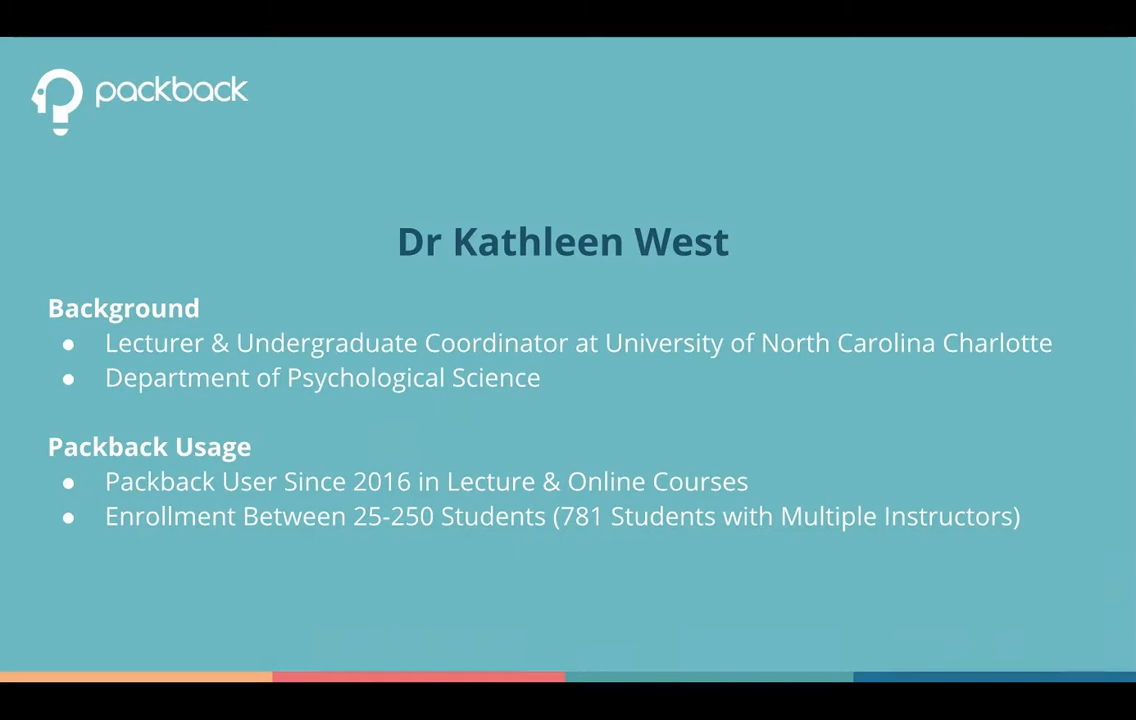 packback
Dr Kathleen West
Background
● Lecturer & Undergraduate Coordinator at University of North Carolina Charlotte
● Department of Psychological Science
Packback Usage
● Packback User Since 2016 in Lecture & Online Courses
● Enrollment Between 25-250 Students (781 Students with Multiple Instructors)